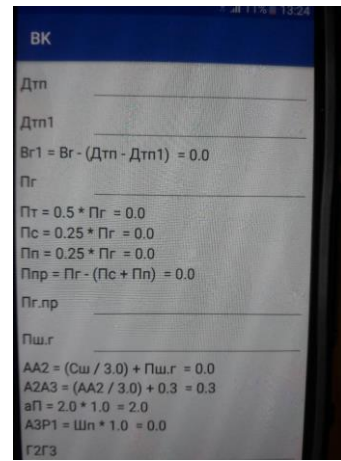 11% 13:24
ВК
Дтп
Дтп1
Вг1 = Вг - (Дтп - Дтп1) = 0.0
Пг
Пт = 0.5 * Пг = 0.0
Пс = 0.25 * Пг = 0.0
Пп = 0.25 * Пг = 0.0
Ппр = Пг - (Пс + Пп) = 0.0
Пг.пр
Пш.г
АА2 = (Сш / 3.0) + Пш.г = 0.0
А2А3 = (АА2 / 3.0) + 0.3 = 0.3
аП = 2.0 * 1.0 = 2.0
А3Р1 = Шп * 1.0 = 0.0
Г2Г3